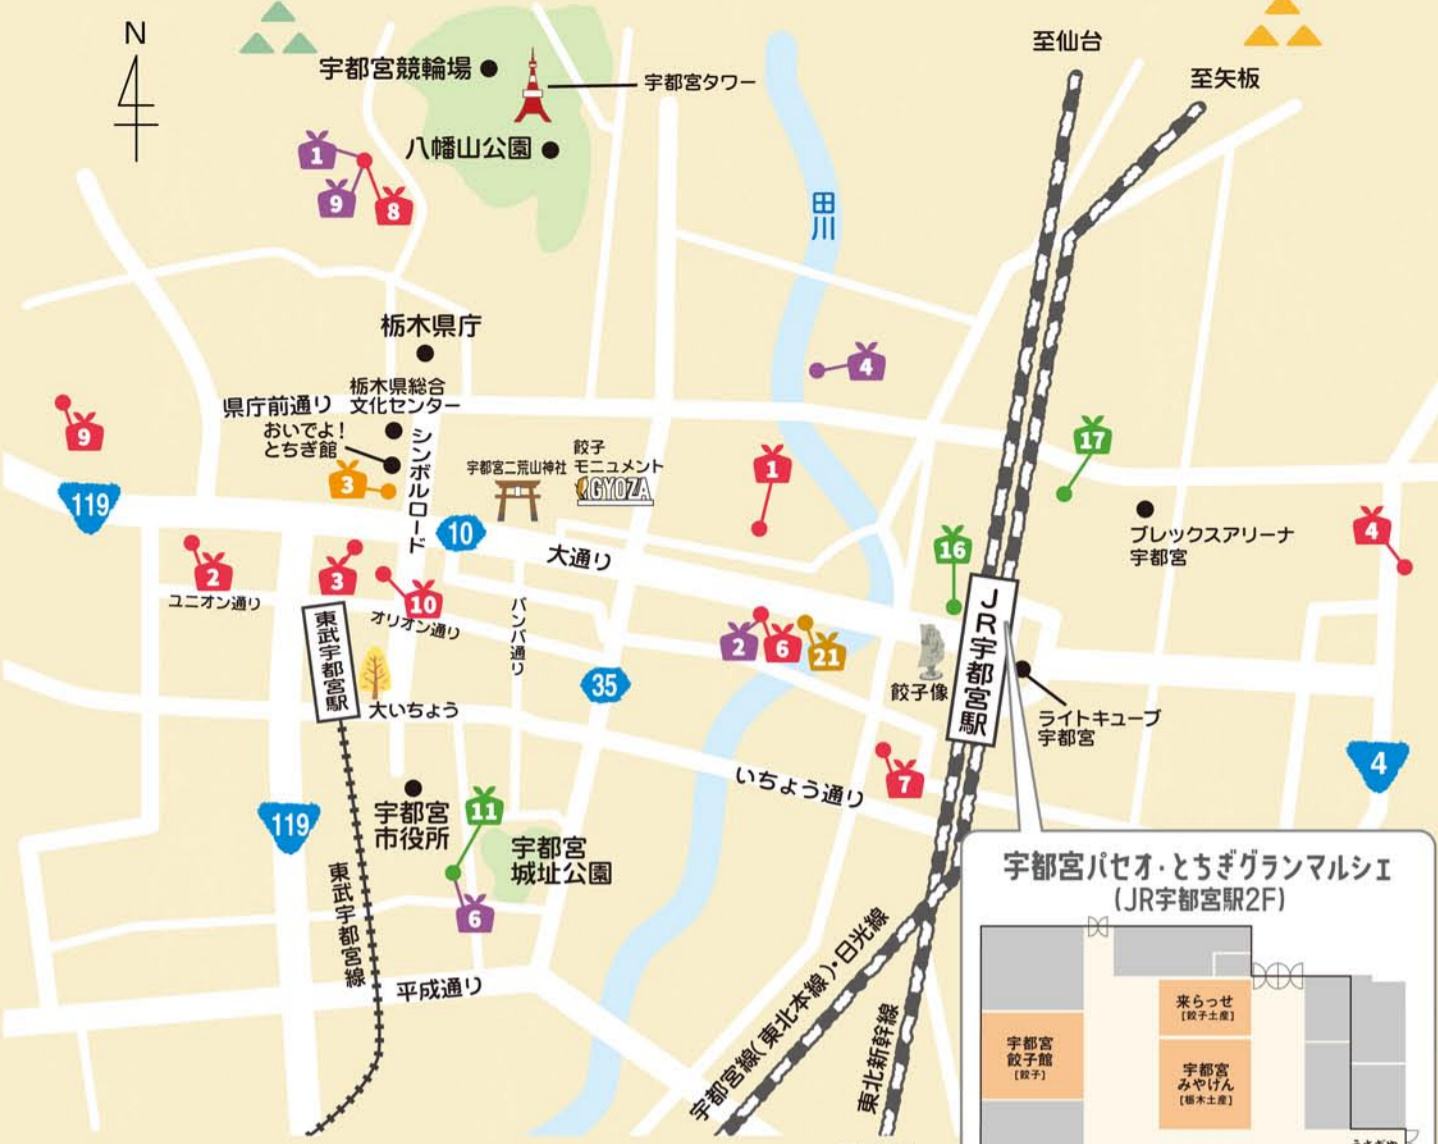 N
宇都宮競輪場
宇都宮タワー
八幡山公園
至仙台
至矢板
田川
1
9
8
栃木県庁
栃木県総合
文化センター
県庁前通り
おいでよ!
とちぎ館
シンボルロード
3
9
4
17
1
119
宇都宮二荒山神社
餃子
モニュメント
GYOZA
10
大通り
16
ブレックスアリーナ
宇都宮
4
2
ユニオン通り
3
10
オリオン通り
バンバ通り
東武宇都宮駅
大いちょう
35
2
6
21
餃子像
JR宇都宮駅
ライトキューブ
宇都宮
7
4
いちょう通り
119
宇都宮
市役所
11
宇都宮
城址公園
6
東武宇都宮線
平成通り
宇都宮線(東北本線)・日光線
東北新幹線
宇都宮パセオ・とちぎグランマルシェ
(JR宇都宮駅2F)
来らっせ
[餃子土産]
宇都宮
餃子館
[餃子]
宇都宮
みやけん
[栃木土産]